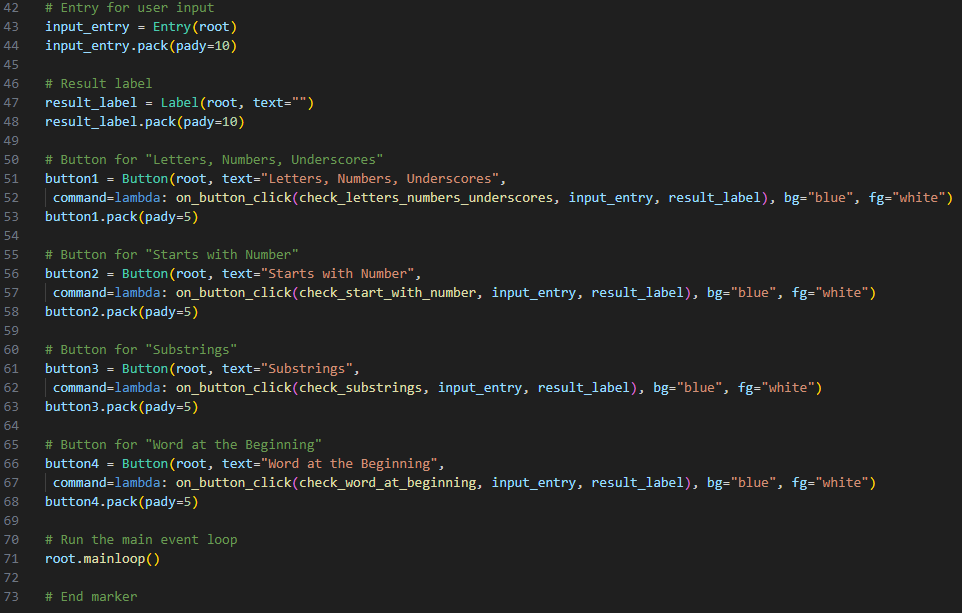 42 # Entry for user input
43 input_entry = Entry(root)
44 input_entry.pack(pady=10)
45
46 # Result label
47 result_label = Label(root, text="")
48 result_label.pack(pady=10)
49
50 # Button for "Letters, Numbers, Underscores"
51 button1 = Button(root, text="Letters, Numbers, Underscores",
52 command=lambda: on_button_click(check_letters_numbers_underscores, input_entry, result_label), bg="blue", fg="white")
53 button1.pack(pady=5)
54
55 # Button for "Starts with Number"
56 button2 = Button(root, text="Starts with Number",
57 command=lambda: on_button_click(check_start_with_number, input_entry, result_label), bg="blue", fg="white")
58 button2.pack(pady=5)
59
60 # Button for "Substrings"
61 button3 = Button(root, text="Substrings",
62 command=lambda: on_button_click(check_substrings, input_entry, result_label), bg="blue", fg="white")
63 button3.pack(pady=5)
64
65 # Button for "Word at the Beginning"
66 button4 = Button(root, text="Word at the Beginning",
67 command=lambda: on_button_click(check_word_at_beginning, input_entry, result_label), bg="blue", fg="white")
68 button4.pack(pady=5)
69
70 # Run the main event loop
71 root.mainloop()
72
73 # End marker